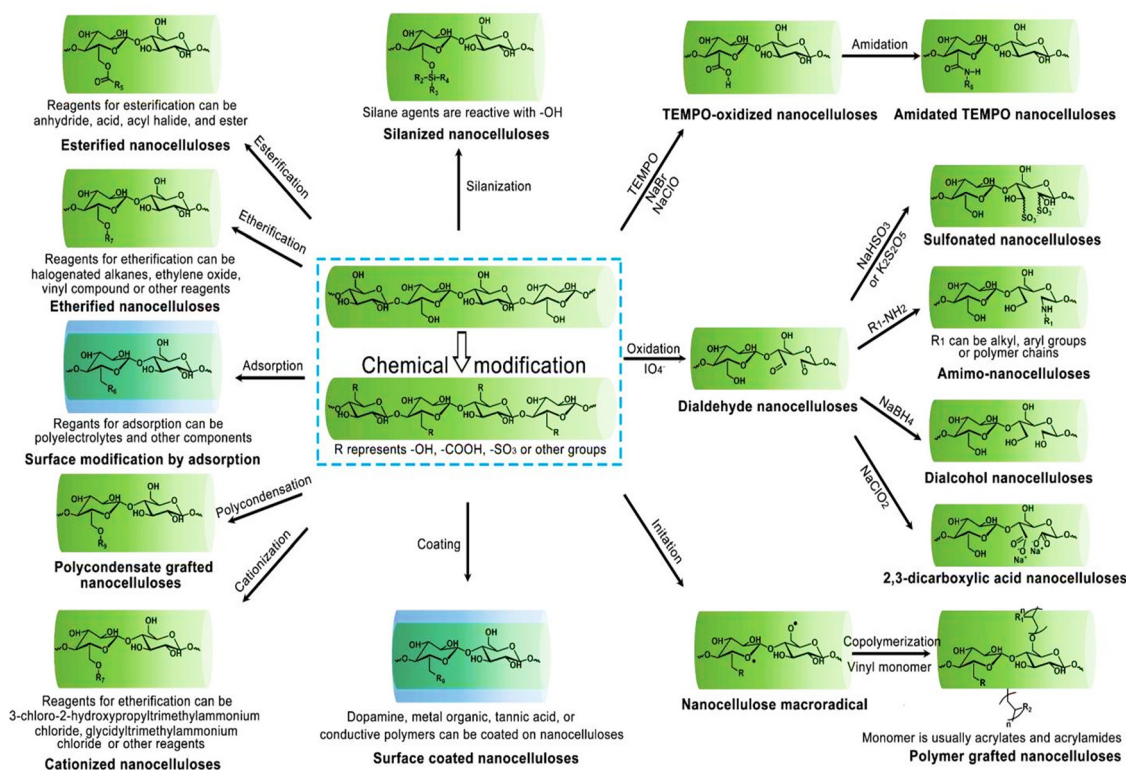 Reagents for esterification can be
anhydride, acid, acyl halide, and ester
Esterified nanocelluloses
Silane agents are reactive with -OH
Silanized nanocelluloses
TEMPO-oxidized nanocelluloses
Amidation
Amidated TEMPO nanocelluloses
Esterification
Silanization
TEMPO
NaBr
NaClO
Etherification
Reagents for etherification can be
halogenated alkanes, ethylene oxide,
vinyl compound or other reagents
Etherified nanocelluloses
NaHSO3
or K2S2O5
Sulfonated nanocelluloses
R1-NH2
R1 can be alkyl, aryl groups
or polymer chains
Amimo-nanocelluloses
Adsorption
Regants for adsorption can be
polyelectrolytes and other components
Surface modification by adsorption
Chemical modification
R represents -OH, -COOH, -SO3 or other groups
Oxidation
IO4-
Dialdehyde nanocelluloses
NaBH4
Dialcohol nanocelluloses
NaClO2
2,3-dicarboxylic acid nanocelluloses
Polycondensation
Polycondensate grafted
nanocelluloses
Cationization
Coating
Initation
Reagents for etherification can be
3-chloro-2-hydroxypropyltrimethylammonium
chloride, glycidyltrimethylammonium
chloride or other reagents
Cationized nanocelluloses
Dopamine, metal organic, tannic acid, or
conductive polymers can be coated on nanocelluloses
Surface coated nanocelluloses
Nanocellulose macroradical
Copolymerization
Vinyl monomer
Monomer is usually acrylates and acrylamides
Polymer grafted nanocelluloses